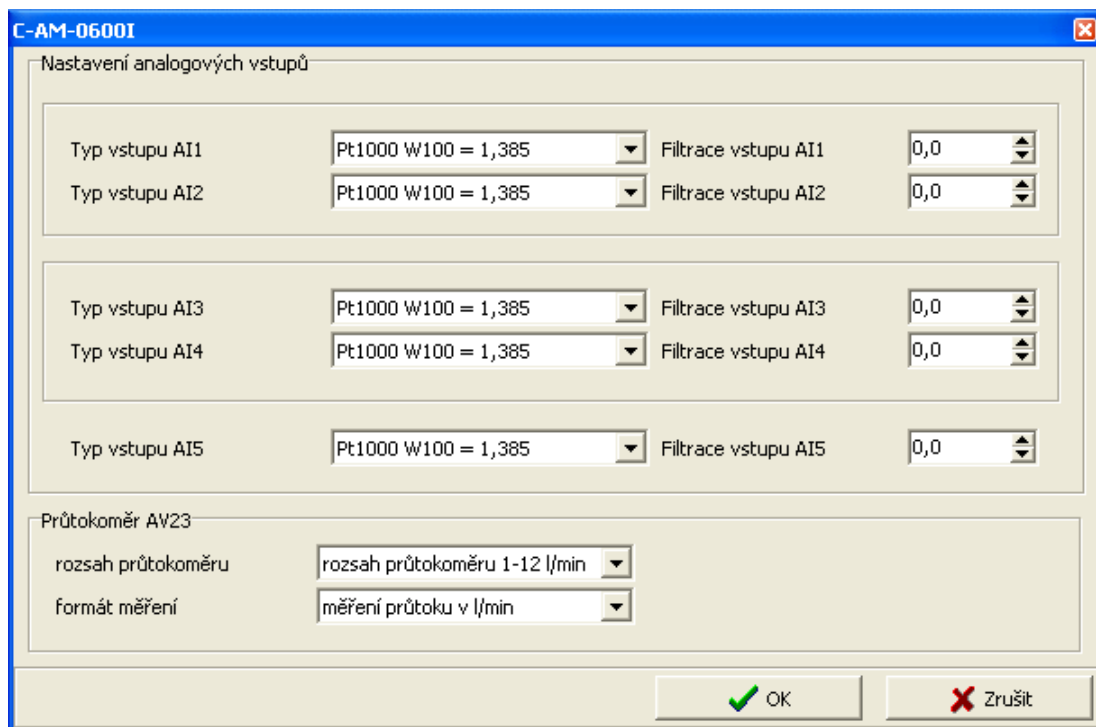 C-AM-0600I
Nastavení analogových vstupů
Typ vstupu AI1 Pt1000 W100 = 1,385 Filtrace vstupu AI1 0,0
Typ vstupu AI2 Pt1000 W100 = 1,385 Filtrace vstupu AI2 0,0
Typ vstupu AI3 Pt1000 W100 = 1,385 Filtrace vstupu AI3 0,0
Typ vstupu AI4 Pt1000 W100 = 1,385 Filtrace vstupu AI4 0,0
Typ vstupu AI5 Pt1000 W100 = 1,385 Filtrace vstupu AI5 0,0
Průtokoměr AV23
rozsah průtokoměru rozsah průtokoměru 1-12 l/min
formát měření měření průtoku v l/min
OK Zrušit